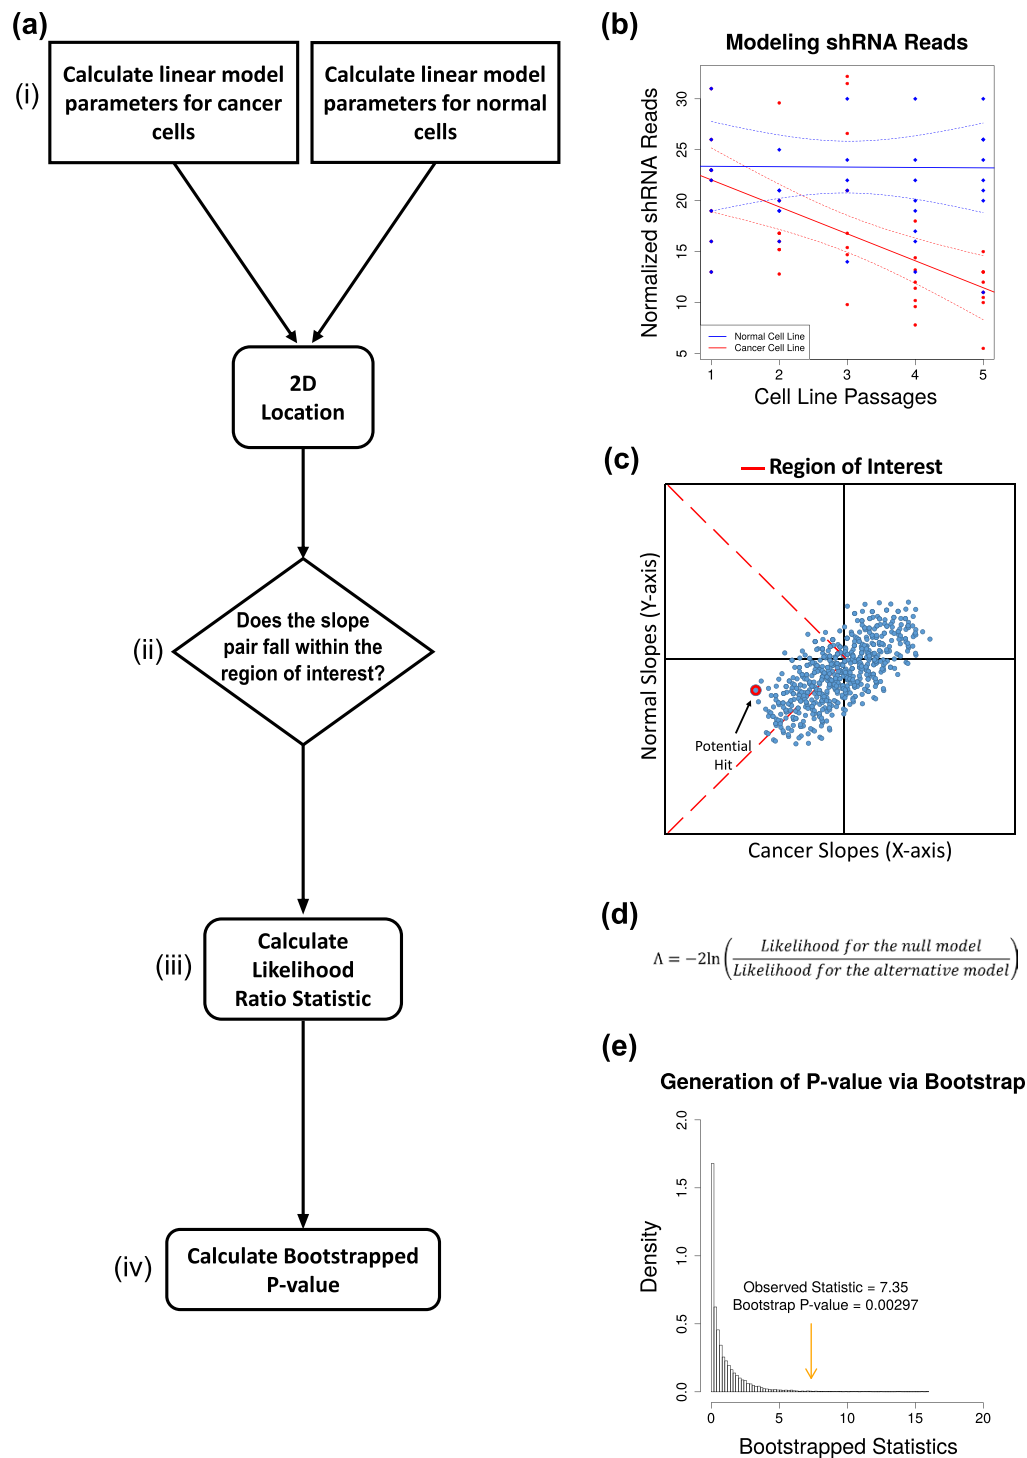 (a)
(i)
Calculate linear model
parameters for cancer
cells
Calculate linear model
parameters for normal
cells
2D
Location
(ii)
Does the slope
pair fall within the
region of interest?
(iii)
Calculate
Likelihood
Ratio Statistic
(iv)
Calculate Bootstrapped
P-value
(b)
Modeling shRNA Reads
Normalized shRNA Reads
30
25
20
15
10
5
Normal Cell Line
Cancer Cell Line
1 2 3 4 5
Cell Line Passages
(c)
Region of Interest
Normal Slopes (Y-axis)
Potential
Hit
Cancer Slopes (X-axis)
(d)
Λ = −2ln ( Likelihood for the null model / Likelihood for the alternative model )
(e)
Generation of P-value via Bootstrap
Density
2.0
1.5
1.0
0.5
0.0
Observed Statistic = 7.35
Bootstrap P-value = 0.00297
0 5 10 15 20
Bootstrapped Statistics